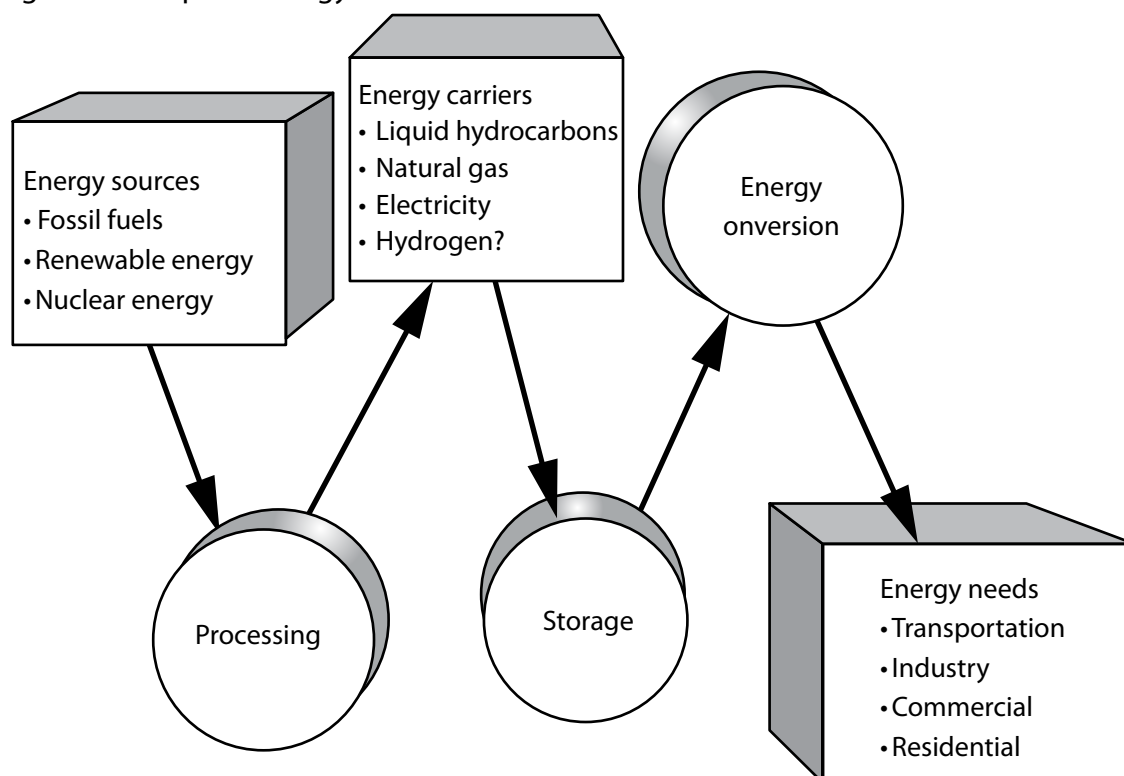 Energy sources
• Fossil fuels
• Renewable energy
• Nuclear energy
Energy carriers
• Liquid hydrocarbons
• Natural gas
• Electricity
• Hydrogen?
Energy
onversion
Processing
Storage
Energy needs
• Transportation
• Industry
• Commercial
• Residential